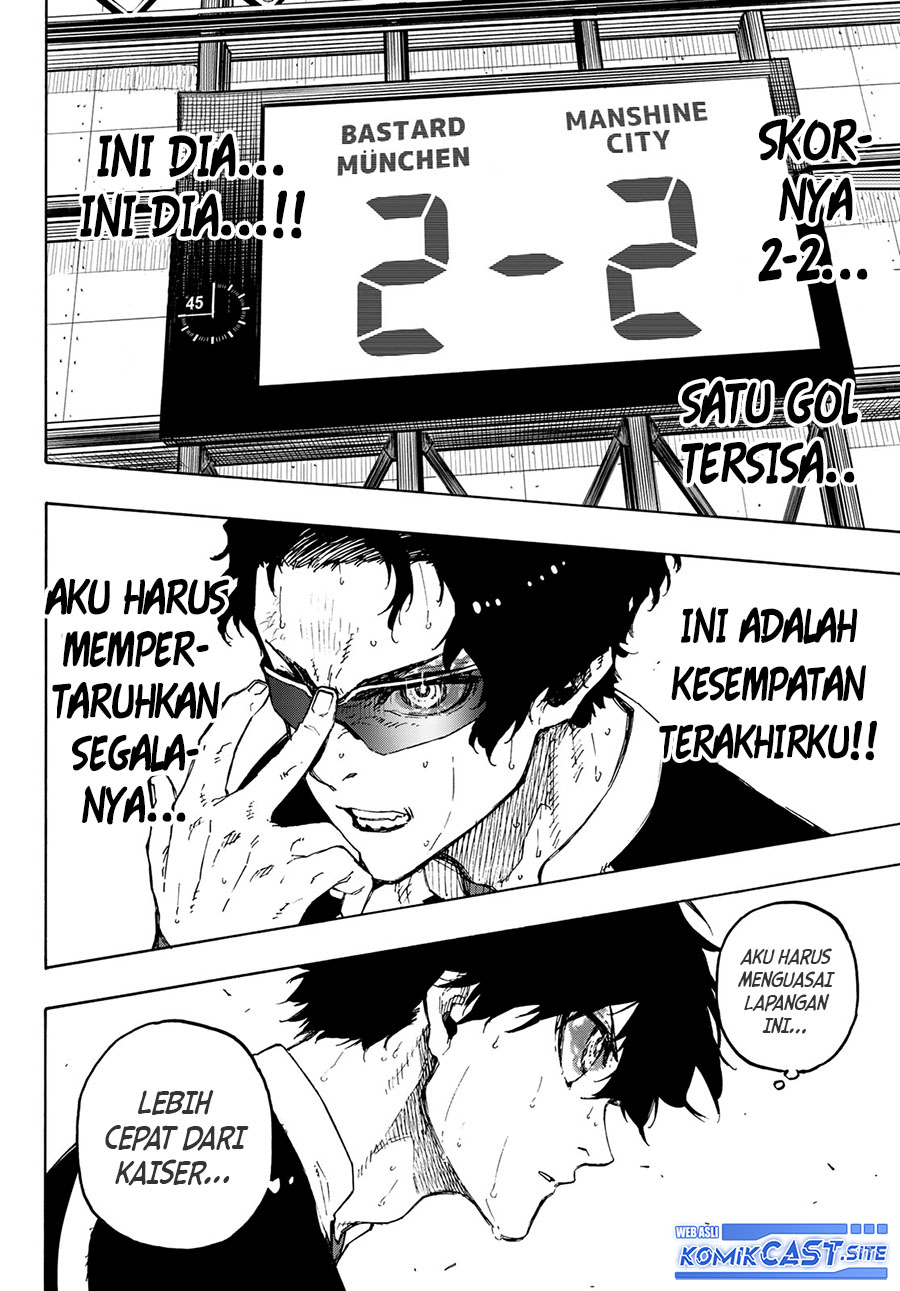 BASTARD
MÜNCHEN
MANSHINE
CITY
2 - 2
45
SKOR-
NYA
2-2...
INI DIA...
INI DIA...!!
SATU GOL
TERSISA..
INI ADALAH
KESEMPATAN
TERAKHIRKU!!
AKU HARUS
MEMPER-
TARUHKAN
SEGALA-
NYA!...
AKU HARUS
MENGUASAI
LAPANGAN
INI...
LEBIH
CEPAT DARI
KAISER...
WEB ASLI
KOMIKCAST.SITE